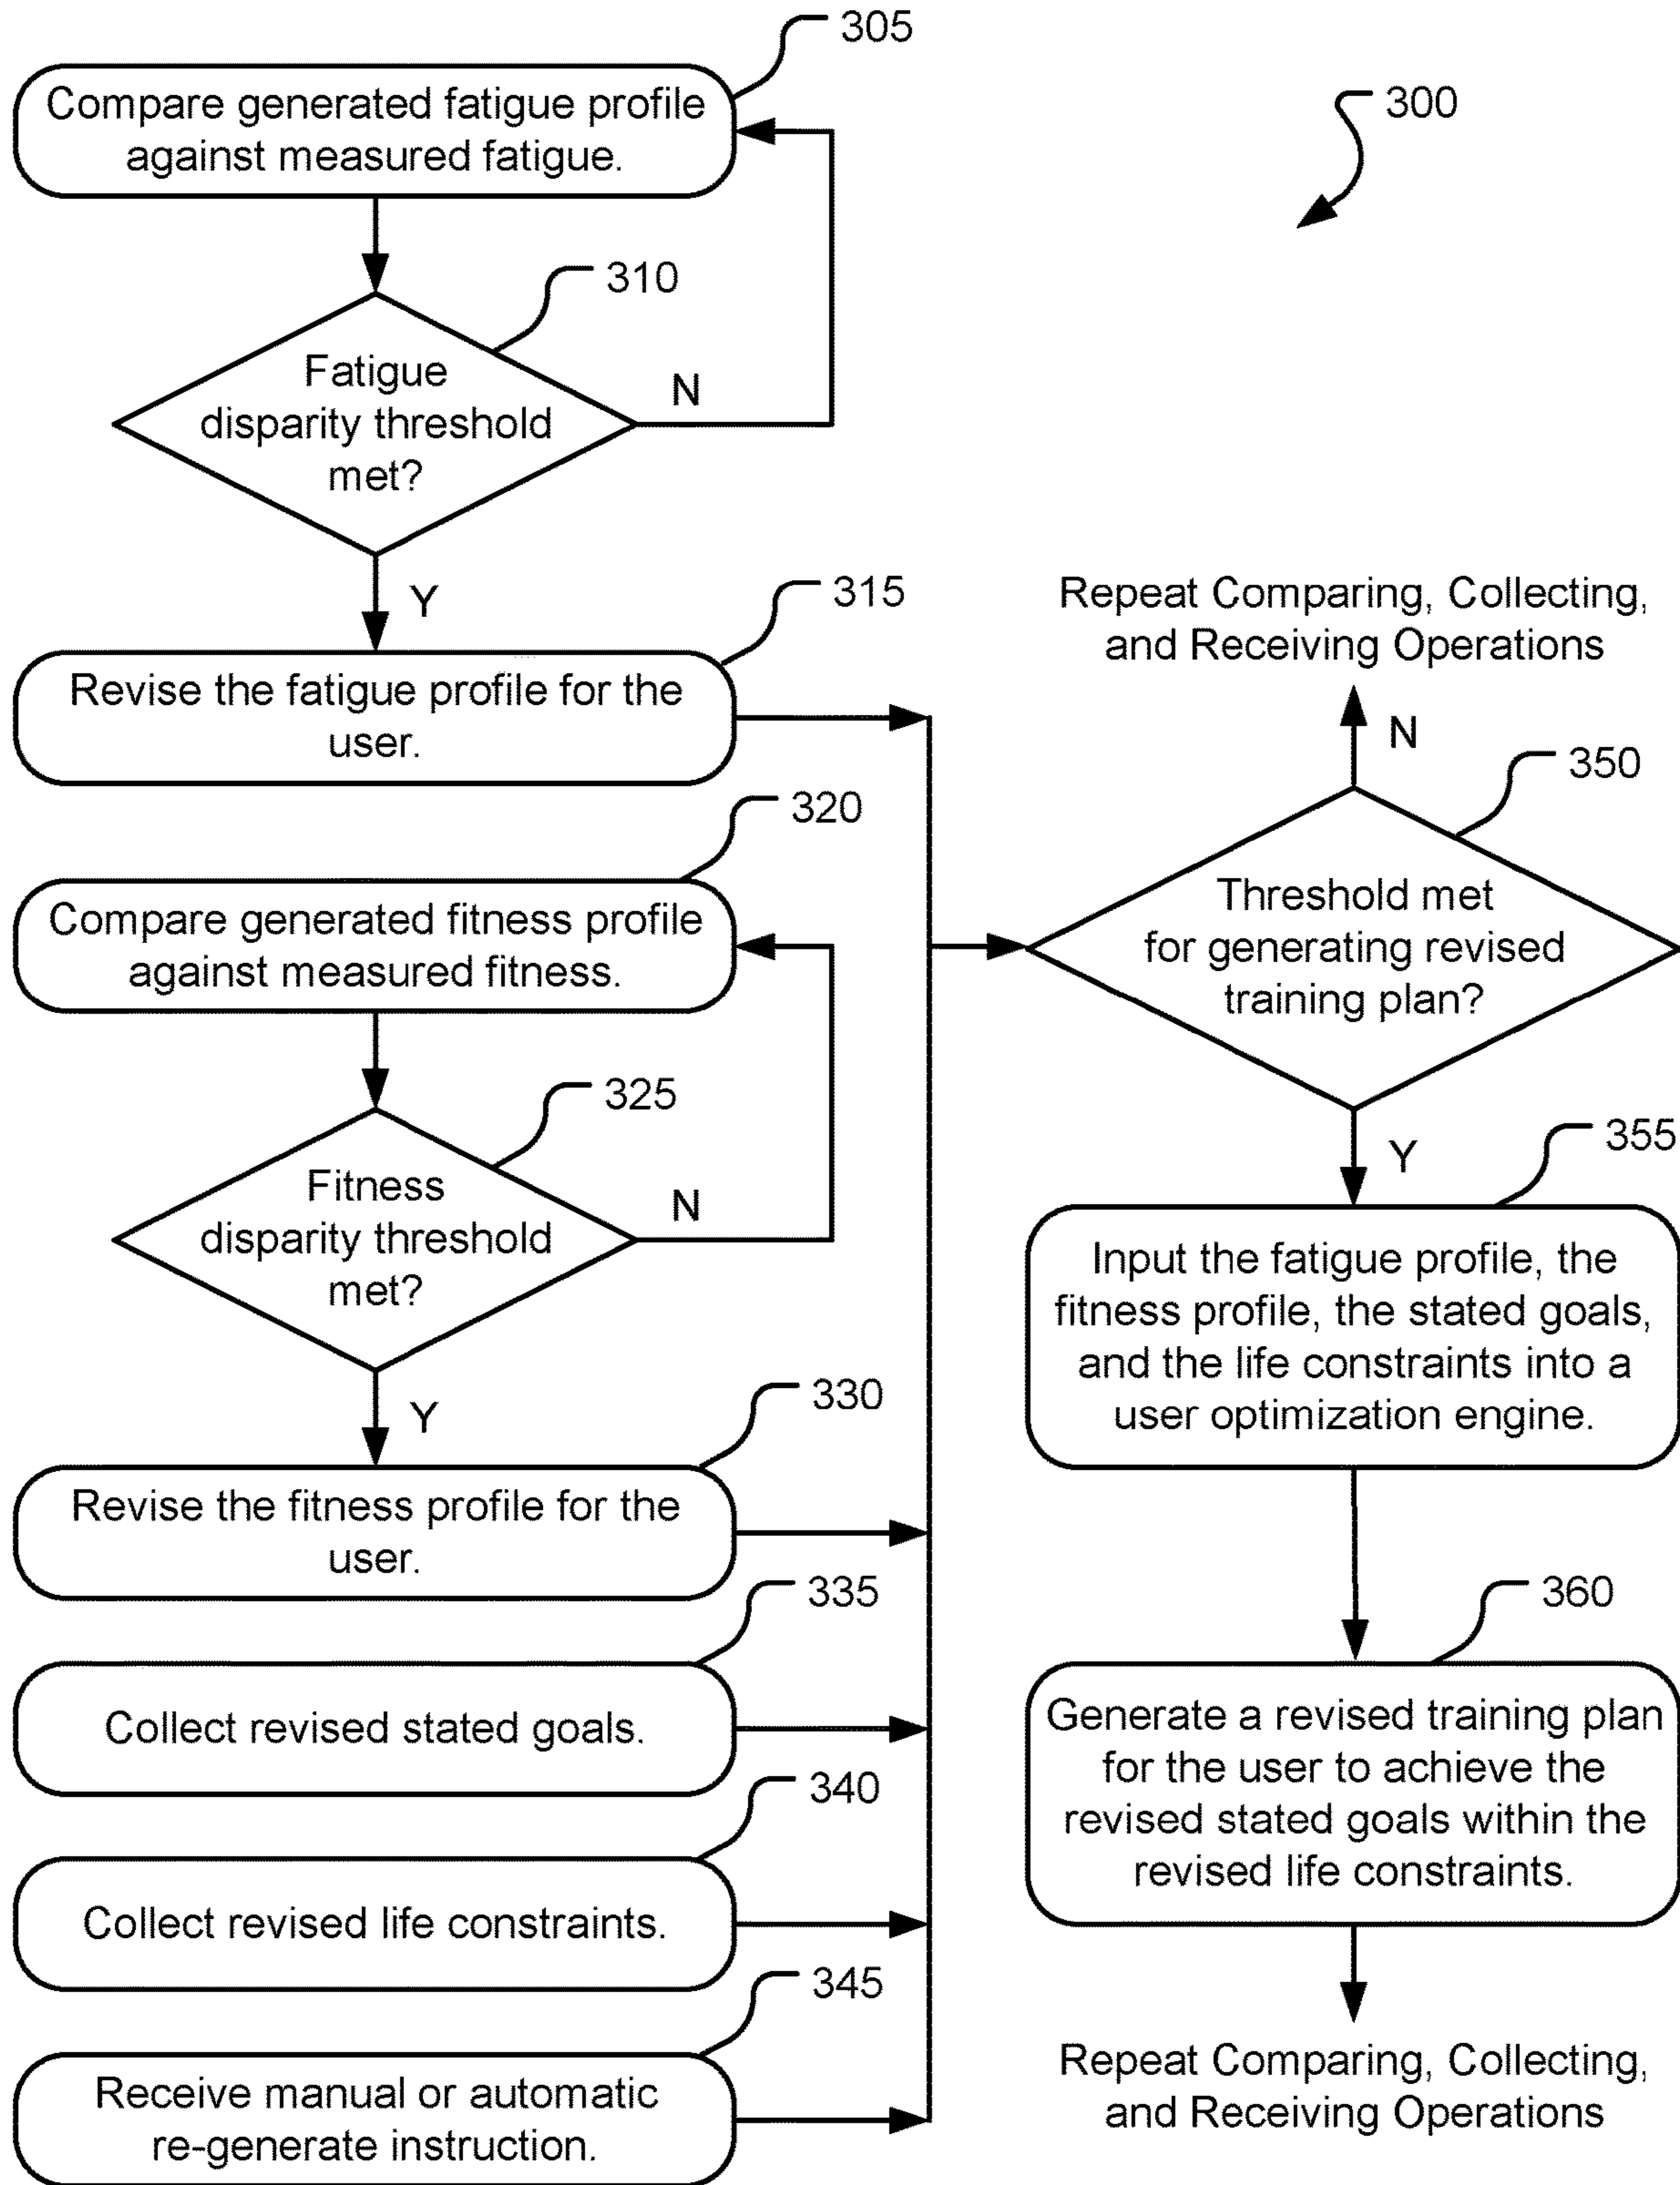 305
Compare generated fatigue profile
against measured fatigue.
300
310
Fatigue
disparity threshold
met?
N
Y
315
Revise the fatigue profile for the
user.
320
Compare generated fitness profile
against measured fitness.
325
Fitness
disparity threshold
met?
N
Y
330
Revise the fitness profile for the
user.
335
Collect revised stated goals.
340
Collect revised life constraints.
345
Receive manual or automatic
re-generate instruction.
Repeat Comparing, Collecting,
and Receiving Operations
N
350
Threshold met
for generating revised
training plan?
Y
355
Input the fatigue profile, the
fitness profile, the stated goals,
and the life constraints into a
user optimization engine.
360
Generate a revised training plan
for the user to achieve the
revised stated goals within the
revised life constraints.
Repeat Comparing, Collecting,
and Receiving Operations